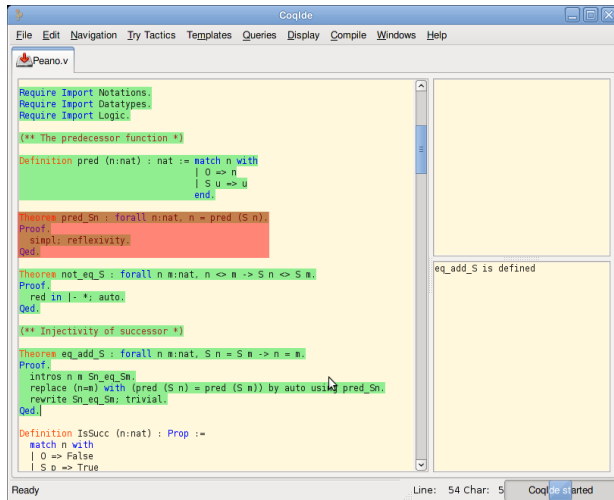 CoqIde
File Edit Navigation Try Tactics Templates Queries Display Compile Windows Help
Peano.v
Require Import Notations.
Require Import Datatypes.
Require Import Logic.
(** The predecessor function *)
Definition pred (n:nat) : nat := match n with
| O => n
| S u => u
end.
Theorem pred_Sn : forall n:nat, n = pred (S n).
Proof.
simpl; reflexivity.
Qed.
Theorem not_eq_S : forall n m:nat, n <> m -> S n <> S m.
Proof.
red in |- *; auto.
Qed.
(** Injectivity of successor *)
Theorem eq_add_S : forall n m:nat, S n = S m -> n = m.
Proof.
intros n m Sn_eq_Sm.
replace (n=m) with (pred (S n) = pred (S m)) by auto using pred_Sn.
rewrite Sn_eq_Sm; trivial.
Qed.
Definition IsSucc (n:nat) : Prop :=
match n with
| O => False
| S p => True
eq_add_S is defined
Ready
Line: 54 Char: 5
CoqIde started